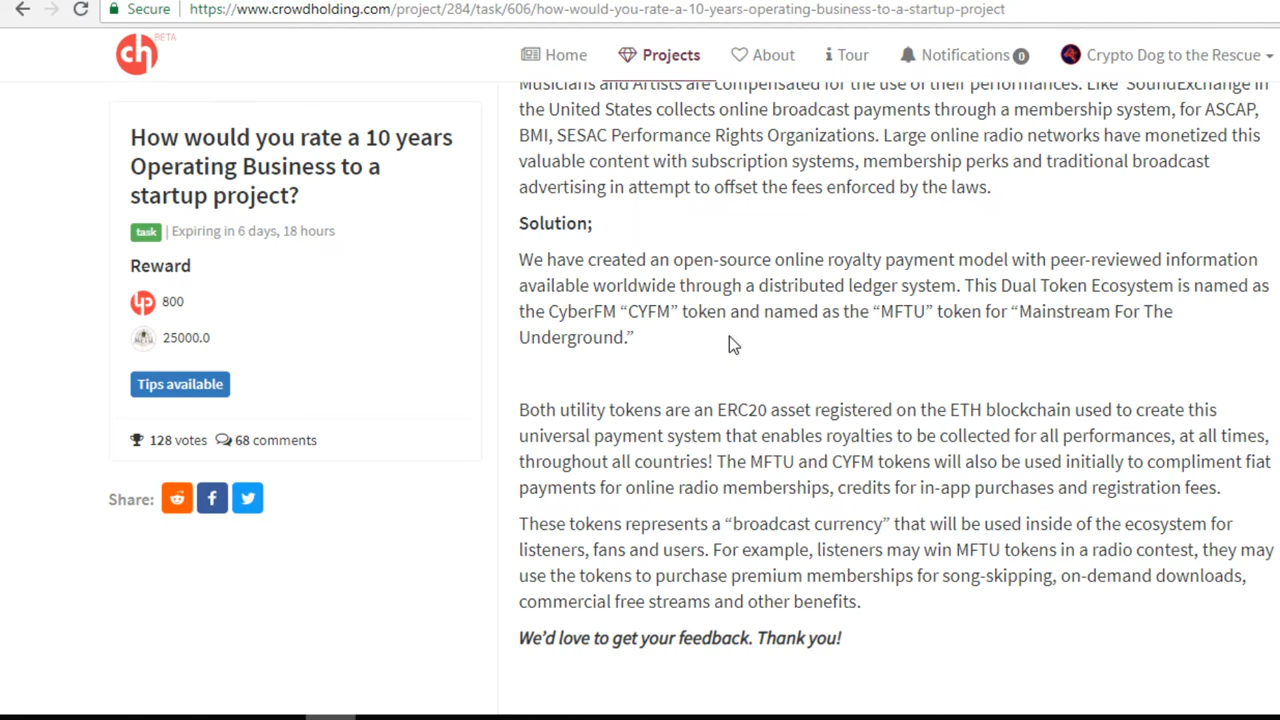 Secure
https://www.crowdholding.com/project/284/task/606/how-would-you-rate-a-10-years-operating-business-to-a-startup-project
ch
BETA
Home
Projects
About
Tour
Notifications 0
Crypto Dog to the Rescue
How would you rate a 10 years
Operating Business to a
startup project?
task | Expiring in 6 days, 18 hours
Reward
800
25000.0
Tips available
128 votes 68 comments
Share:
Musicians and Artists are compensated for the use of their performances. Like 'SoundExchange' in
the United States collects online broadcast payments through a membership system, for ASCAP,
BMI, SESAC Performance Rights Organizations. Large online radio networks have monetized this
valuable content with subscription systems, membership perks and traditional broadcast
advertising in attempt to offset the fees enforced by the laws.
Solution;
We have created an open-source online royalty payment model with peer-reviewed information
available worldwide through a distributed ledger system. This Dual Token Ecosystem is named as
the CyberFM “CYFM” token and named as the “MFTU” token for “Mainstream For The
Underground.”
Both utility tokens are an ERC20 asset registered on the ETH blockchain used to create this
universal payment system that enables royalties to be collected for all performances, at all times,
throughout all countries! The MFTU and CYFM tokens will also be used initially to compliment fiat
payments for online radio memberships, credits for in-app purchases and registration fees.
These tokens represents a “broadcast currency” that will be used inside of the ecosystem for
listeners, fans and users. For example, listeners may win MFTU tokens in a radio contest, they may
use the tokens to purchase premium memberships for song-skipping, on-demand downloads,
commercial free streams and other benefits.
We'd love to get your feedback. Thank you!